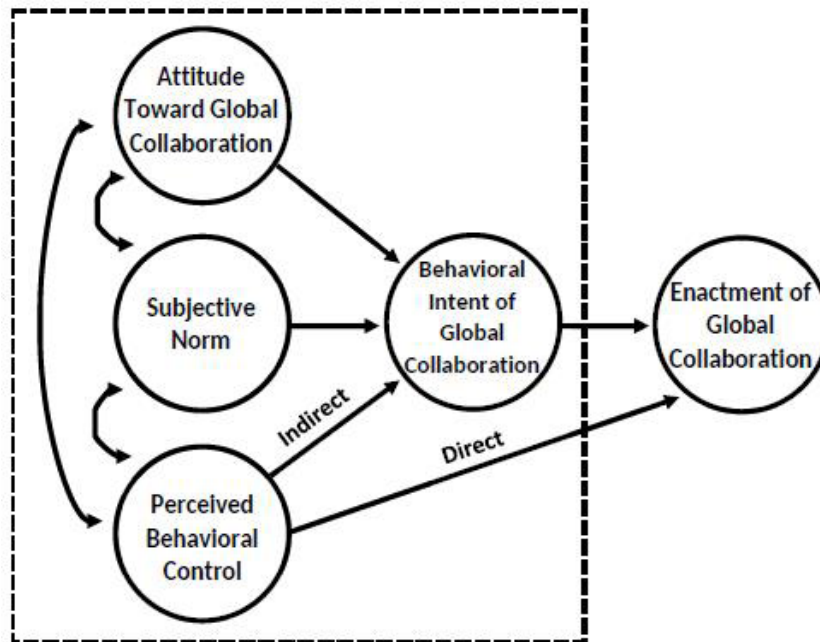 Attitude
Toward Global
Collaboration
Subjective
Norm
Perceived
Behavioral
Control
Indirect
Direct
Behavioral
Intent of
Global
Collaboration
Enactment of
Global
Collaboration